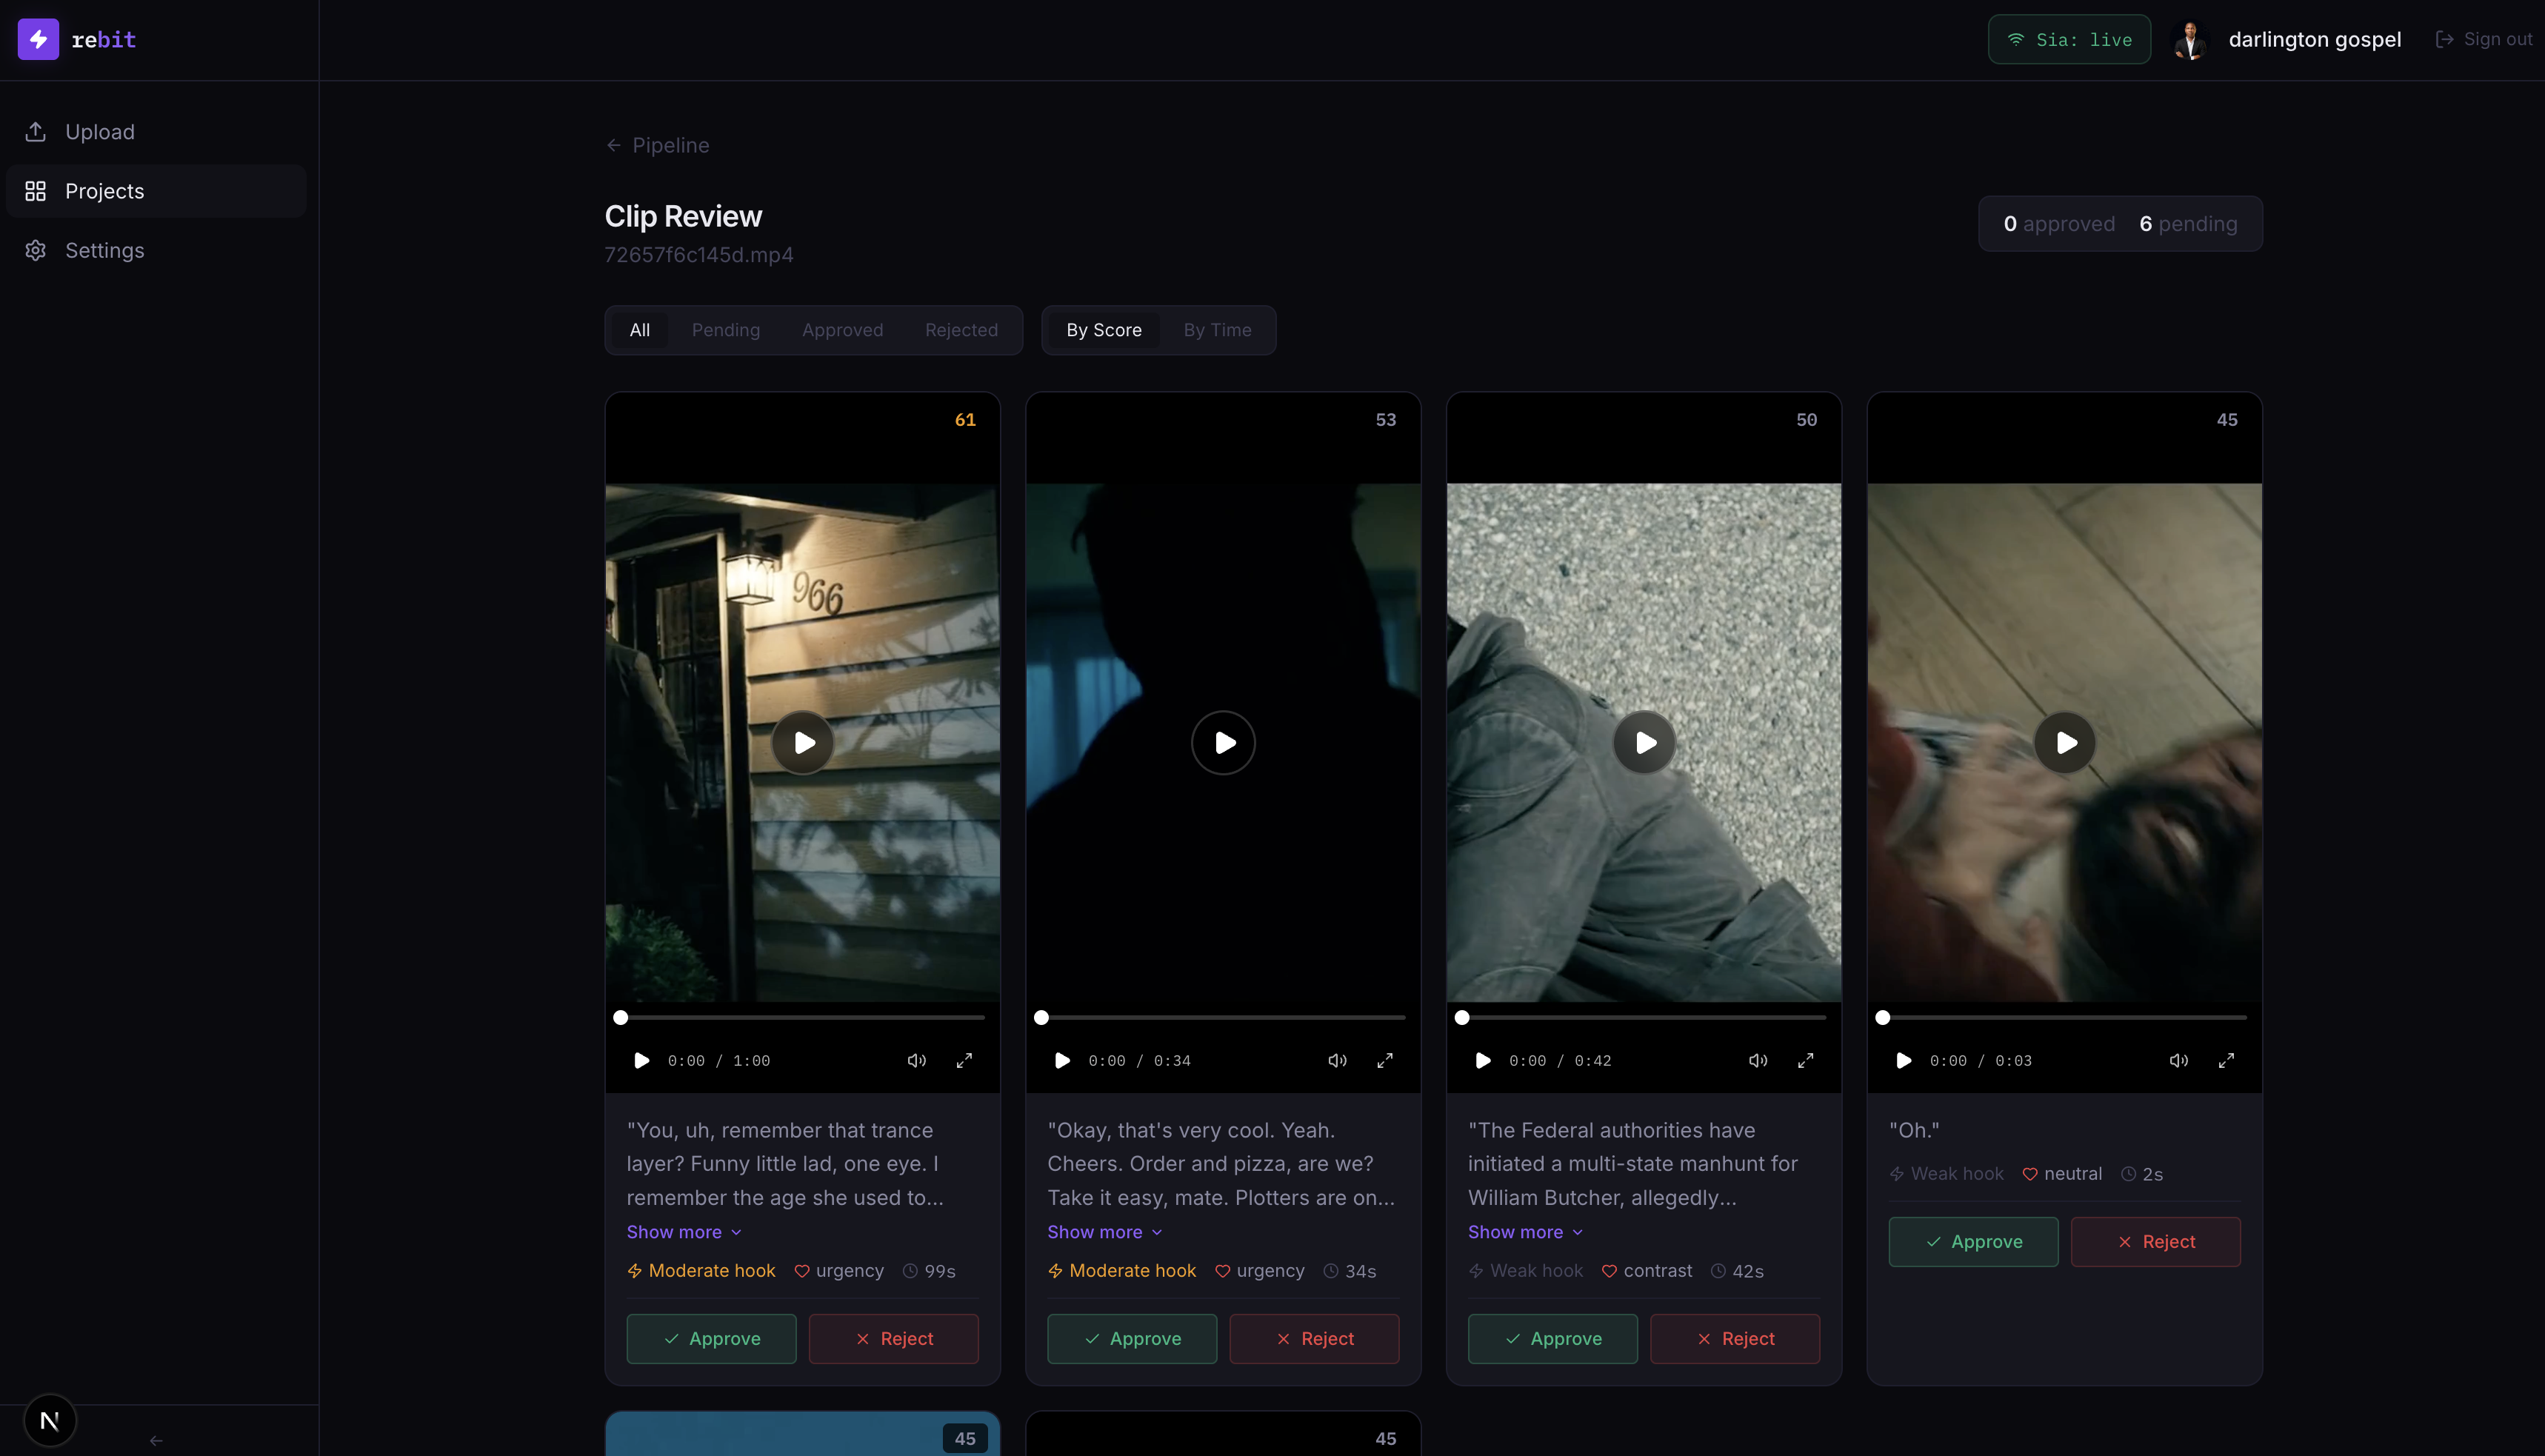 rebit
Sia: live
darlington gospel
Sign out
Upload
Projects
Settings
Pipeline
Clip Review
72657f6c145d.mp4
0 approved 6 pending
All Pending Approved Rejected By Score By Time
61
966
0:00 / 1:00
"You, uh, remember that trance
layer? Funny little lad, one eye. I
remember the age she used to...
Show more
Moderate hook urgency 99s
Approve Reject
53
0:00 / 0:34
"Okay, that's very cool. Yeah.
Cheers. Order and pizza, are we?
Take it easy, mate. Plotters are on...
Show more
Moderate hook urgency 34s
Approve Reject
50
0:00 / 0:42
"The Federal authorities have
initiated a multi-state manhunt for
William Butcher, allegedly...
Show more
Weak hook contrast 42s
Approve Reject
45
0:00 / 0:03
"Oh."
Weak hook neutral 2s
Approve Reject
45
45
N